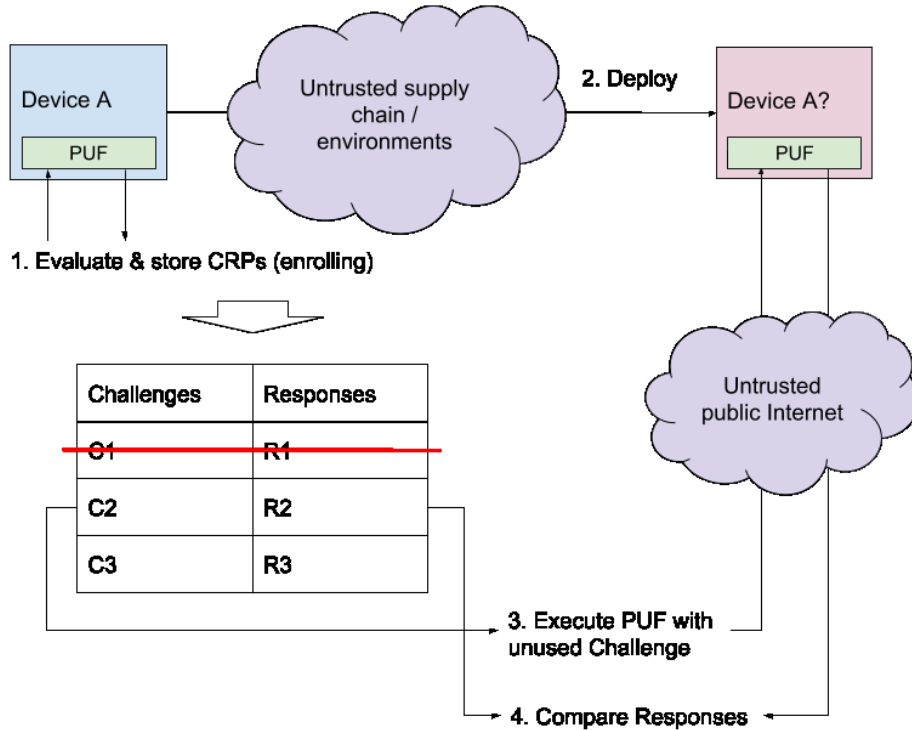 Device A
PUF
Untrusted supply
chain /
environments
2. Deploy
Device A?
PUF
1. Evaluate & store CRPs (enrolling)
Challenges Responses
C1 R1
C2 R2
C3 R3
Untrusted
public Internet
3. Execute PUF with
unused Challenge
4. Compare Responses